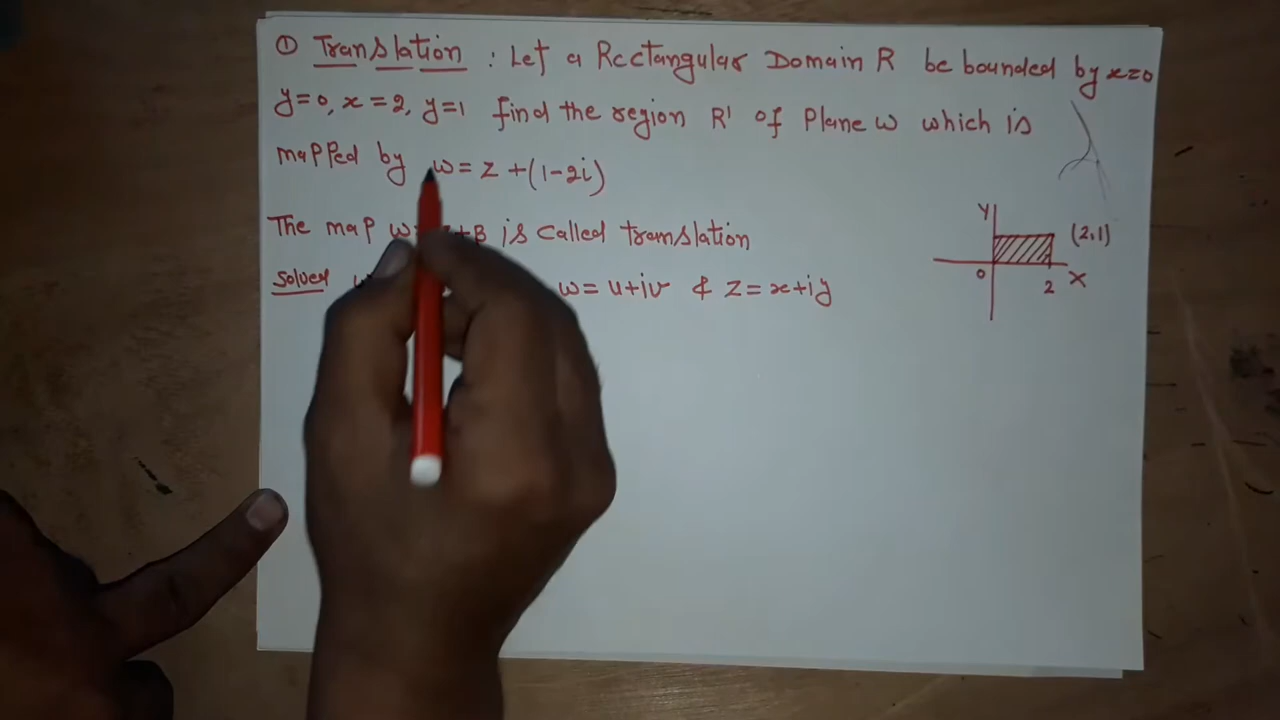 ① Translation : Let a Rectangular Domain R be bounded by x=0
y=0, x=2, y=1 find the region R' of Plane w which is
mapped by w= z +(1-2i)
The map w= +β is called translation
Solved w= u+iv & z= x+iy
Y
(2,1)
0
2 X